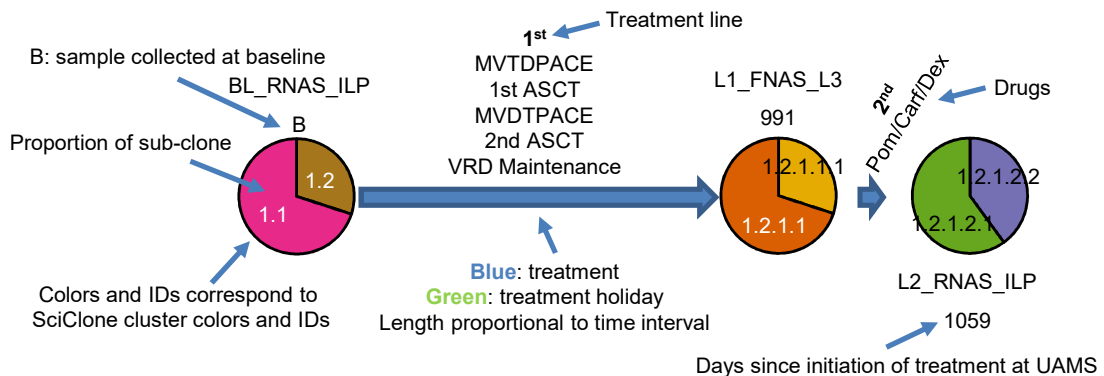 Treatment line
1st
MVTDPACE
1st ASCT
MVDTPACE
2nd ASCT
VRD Maintenance
B: sample collected at baseline
BL_RNAS_ILP
B
Proportion of sub-clone
1.2
1.1
Colors and IDs correspond to
SciClone cluster colors and IDs
Blue: treatment
Green: treatment holiday
Length proportional to time interval
L1_FNAS_L3
991
1.2.1.1.1
1.2.1.1
2nd
Pom/Carf/Dex
Drugs
1.2.1.2.2
1.2.1.2.1
L2_RNAS_ILP
1059
Days since initiation of treatment at UAMS